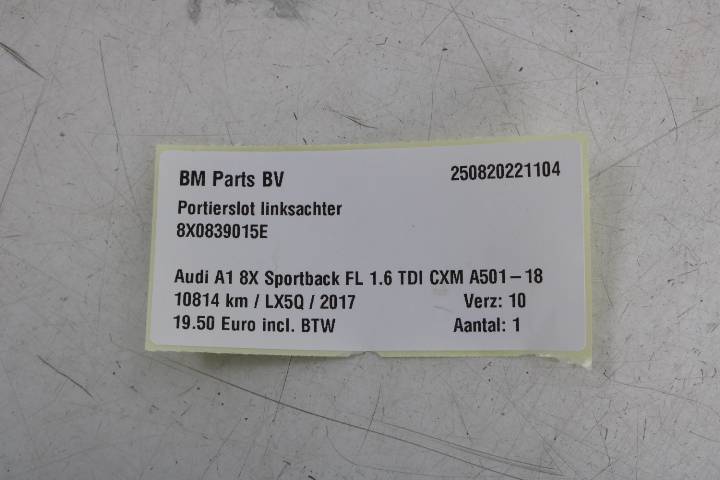 BM Parts BV 250820221104
Portierslot linksachter
8X0839015E
Audi A1 8X Sportback FL 1.6 TDI CXM A501-18
10814 km / LX5Q / 2017 Verz: 10
19.50 Euro incl. BTW Aantal: 1